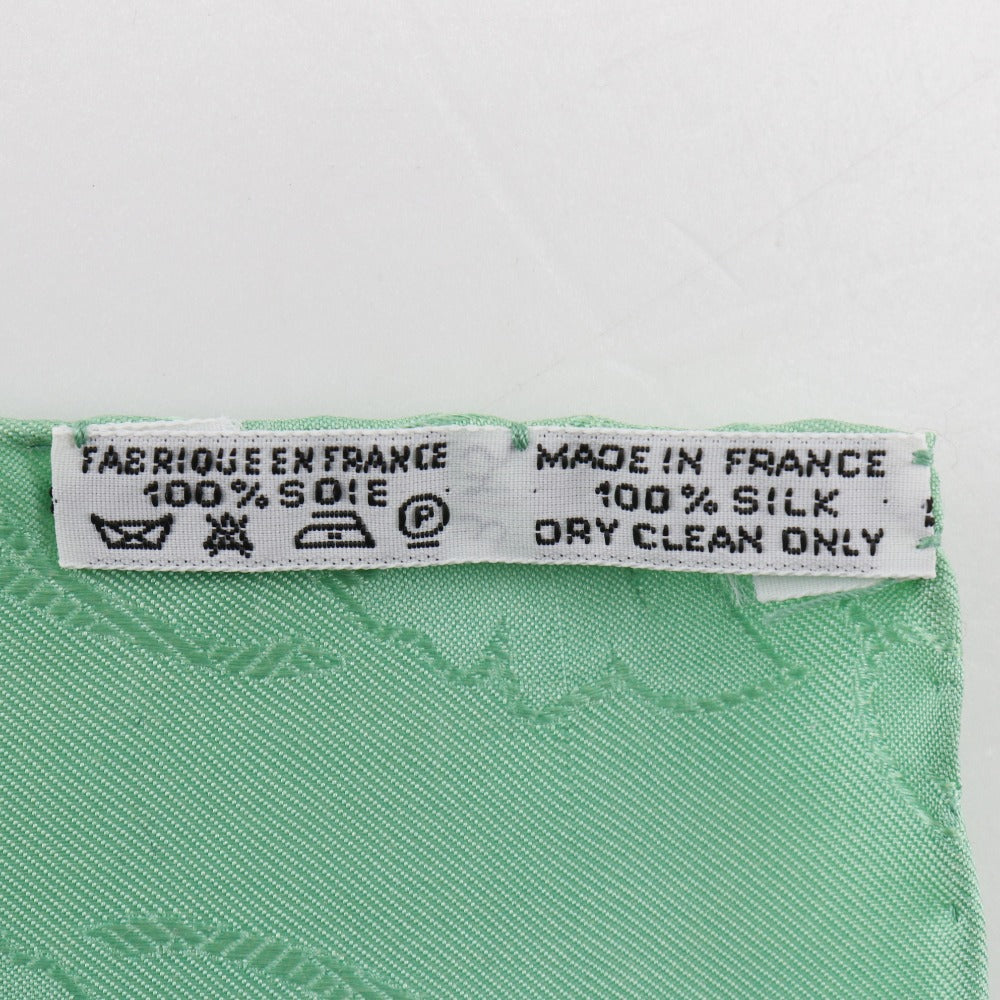 FABRIQUE EN FRANCE
100% SOIE
P
MADE IN FRANCE
100% SILK
DRY CLEAN ONLY